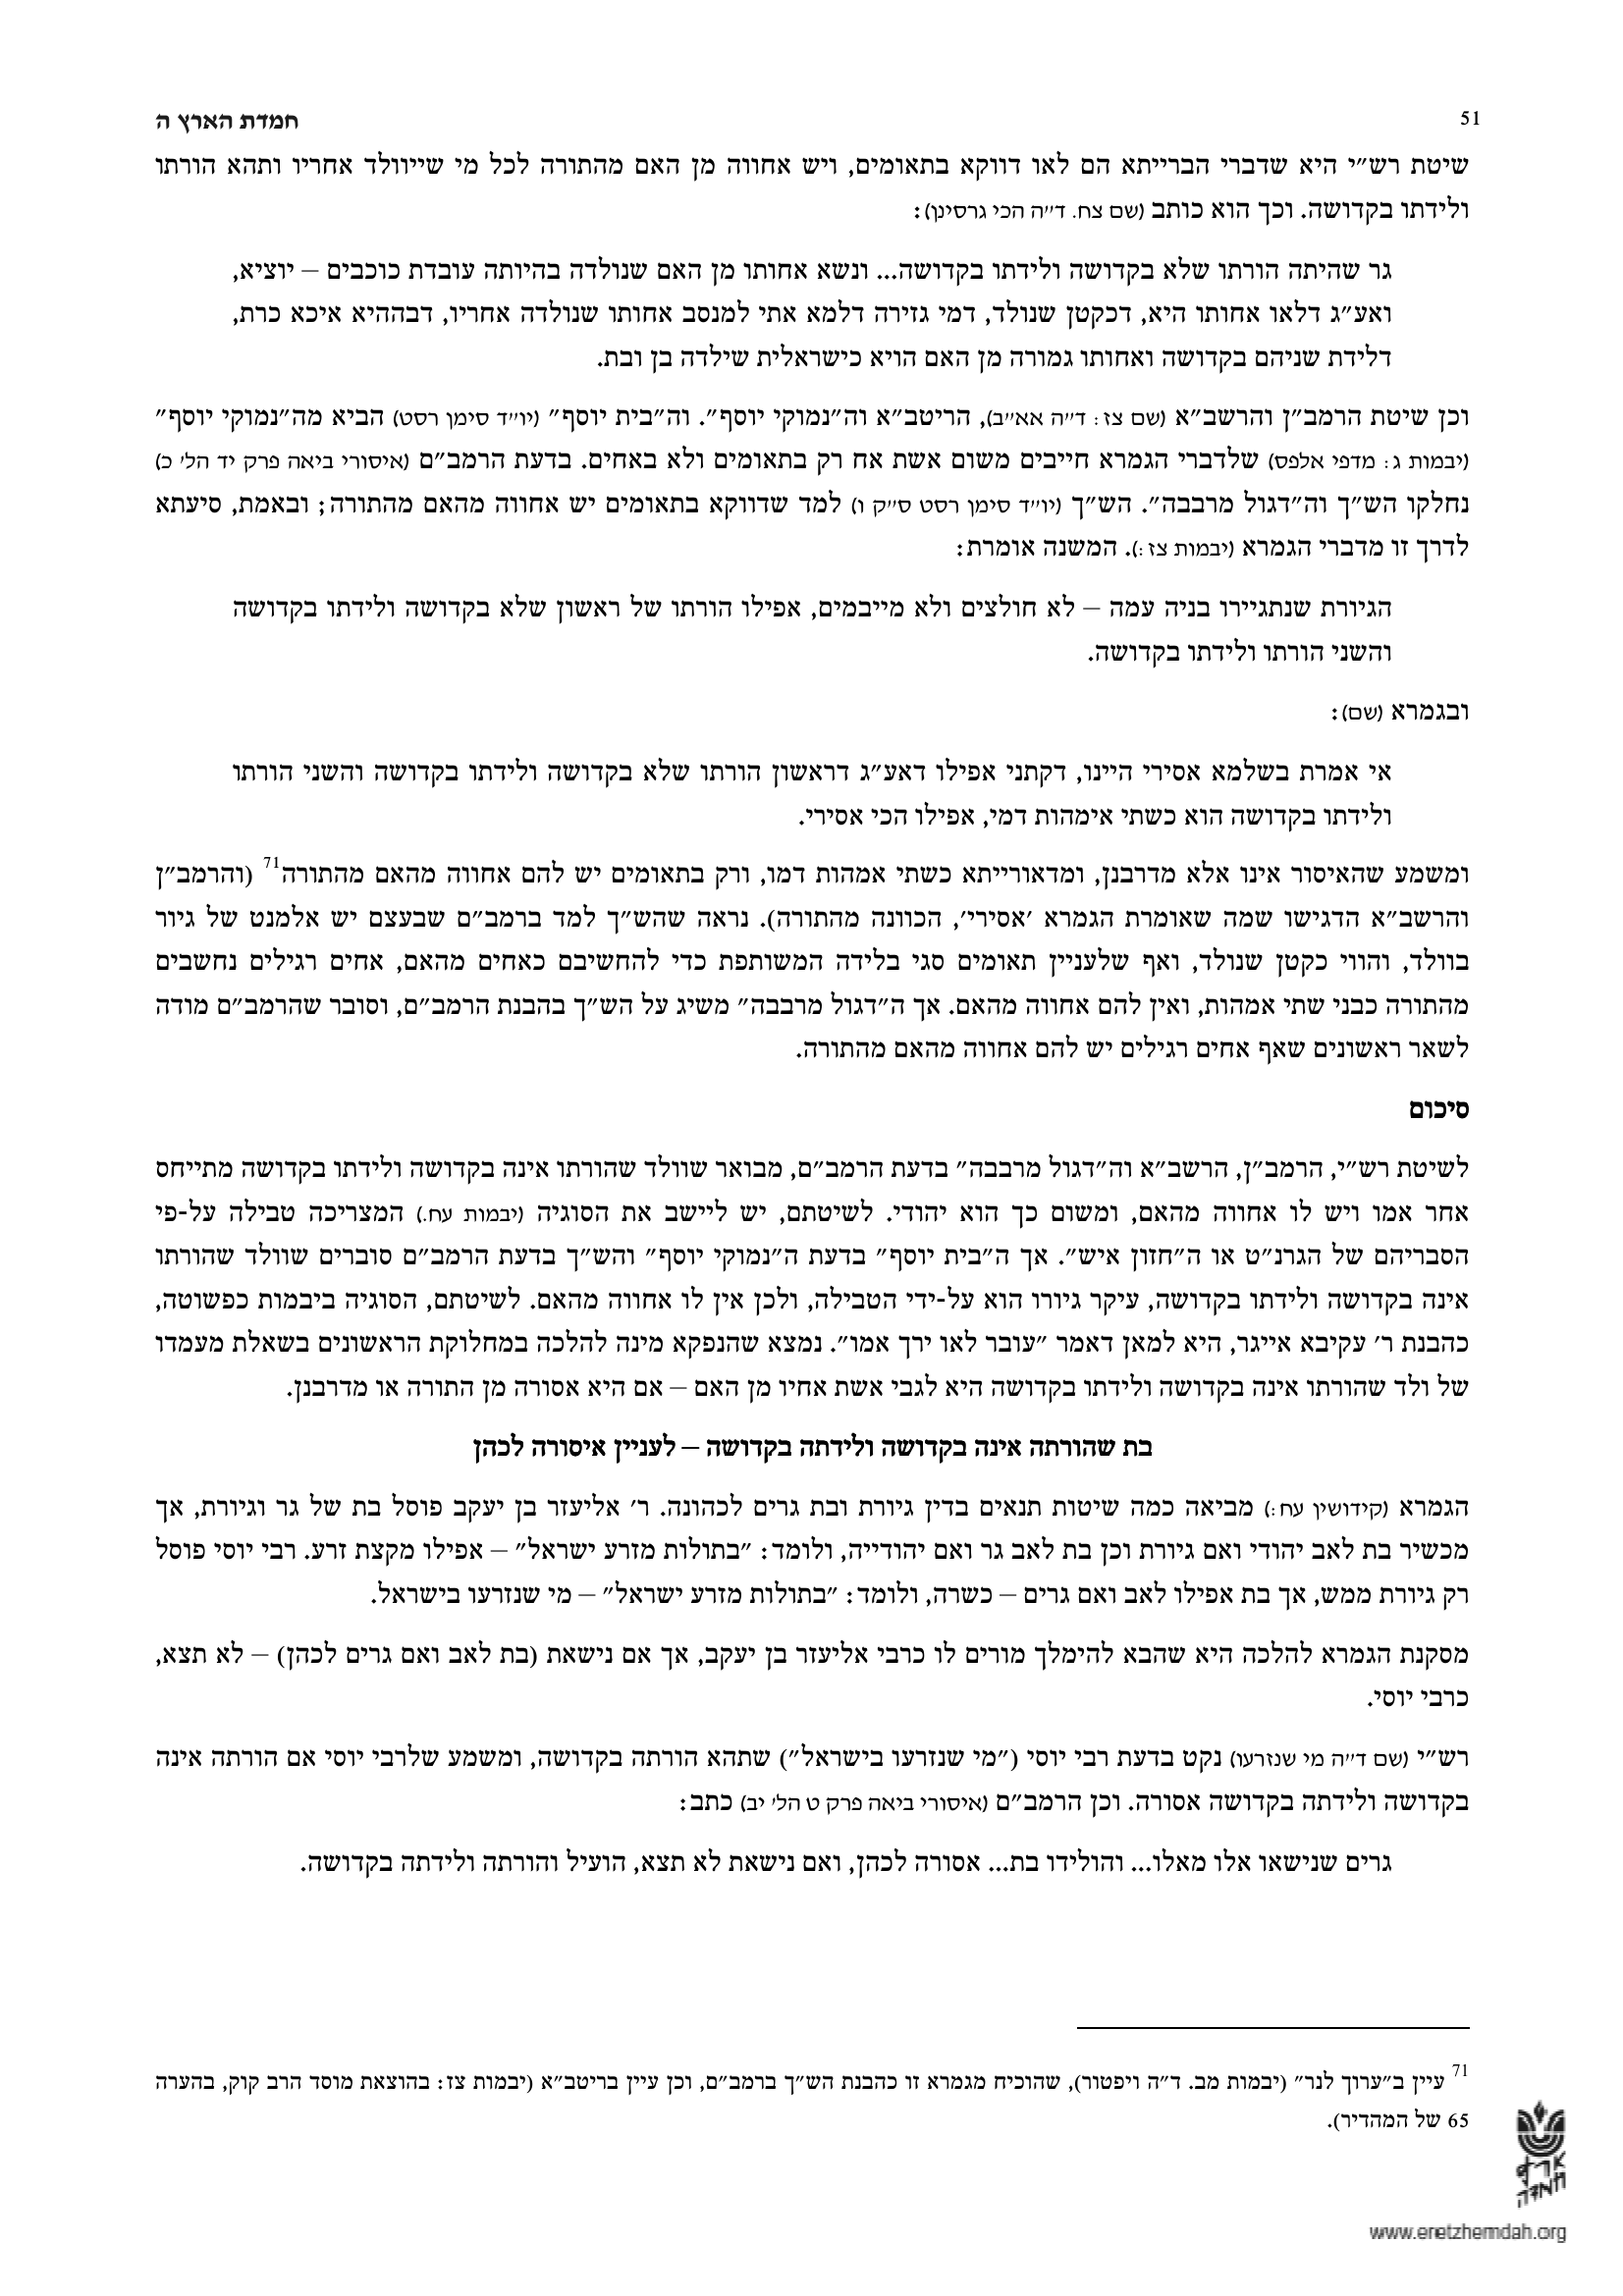 51
חמדת הארץ ה
שיטת רש״י היא שדברי הברייתא הם לאו דווקא בתאומים, ויש אחווה מן האם מהתורה לכל מי שייוולד אחריו ותהא הורתו
ולידתו בקדושה. וכך הוא כותב (שם צח. ד״ה הכי גרסינן):
גר שהיתה הורתו שלא בקדושה ולידתו בקדושה... ונשא אחותו מן האם שנולדה בהיותה עובדת כוכבים – יוציא,
ואע״ג דלאו אחותו היא, דכקטן שנולד, דמי גזירה דלמא אתי למנסב אחותו שנולדה אחריו, דבההיא איכא כרת,
דלידת שניהם בקדושה ואחותו גמורה מן האם הויא כישראלית שילדה בן ובת.
וכן שיטת הרמב״ן והרשב״א (שם צז: ד״ה אא״ב), הריטב״א וה״נמוקי יוסף״. וה״בית יוסף״ (יו״ד סימן רסט) הביא מה״נמוקי יוסף״
(יבמות ג: מדפי אלפס) שלדברי הגמרא חייבים משום אשת אח רק בתאומים ולא באחים. בדעת הרמב״ם (איסורי ביאה פרק יד הל׳ כ)
נחלקו הש״ך וה״דגול מרבבה״. הש״ך (יו״ד סימן רסט ס״ק ו) למד שדווקא בתאומים יש אחווה מהאם מהתורה; ובאמת, סיעתא
לדרך זו מדברי הגמרא (יבמות צז:). המשנה אומרת:
הגיורת שנתגיירו בניה עמה – לא חולצים ולא מייבמים, אפילו הורתו של ראשון שלא בקדושה ולידתו בקדושה
והשני הורתו ולידתו בקדושה.
ובגמרא (שם):
אי אמרת בשלמא אסירי היינו, דקתני אפילו דאע״ג דראשון הורתו שלא בקדושה ולידתו בקדושה והשני הורתו
ולידתו בקדושה הוא כשתי אימהות דמי, אפילו הכי אסירי.
ומשמע שהאיסור אינו אלא מדרבנן, ומדאורייתא כשתי אמהות דמו, ורק בתאומים יש להם אחווה מהאם מהתורה71 (והרמב״ן
והרשב״א הדגישו שמה שאומרת הגמרא ׳אסירי׳, הכוונה מהתורה). נראה שהש״ך למד ברמב״ם שבעצם יש אלמנט של גיור
בוולד, והווי כקטן שנולד, ואף שלעניין תאומים סגי בלידה המשותפת כדי להחשיבם כאחים מהאם, אחים רגילים נחשבים
מהתורה כבני שתי אמהות, ואין להם אחווה מהאם. אך ה״דגול מרבבה״ משיג על הש״ך בהבנת הרמב״ם, וסובר שהרמב״ם מודה
לשאר ראשונים שאף אחים רגילים יש להם אחווה מהאם מהתורה.
סיכום
לשיטת רש״י, הרמב״ן, הרשב״א וה״דגול מרבבה״ בדעת הרמב״ם, מבואר שוולד שהורתו אינה בקדושה ולידתו בקדושה מתייחס
אחר אמו ויש לו אחווה מהאם, ומשום כך הוא יהודי. לשיטתם, יש ליישב את הסוגיה (יבמות עח.) המצריכה טבילה על-פי
הסבריהם של הגרנ״ט או ה״חזון איש״. אך ה״בית יוסף״ בדעת ה״נמוקי יוסף״ והש״ך בדעת הרמב״ם סוברים שוולד שהורתו
אינה בקדושה ולידתו בקדושה, עיקר גיורו הוא על-ידי הטבילה, ולכן אין לו אחווה מהאם. לשיטתם, הסוגיה ביבמות כפשוטה,
כהבנת ר׳ עקיבא אייגר, היא למאן דאמר ״עובר לאו ירך אמו״. נמצא שהנפקא מינה להלכה במחלוקת הראשונים בשאלת מעמדו
של ולד שהורתו אינה בקדושה ולידתו בקדושה היא לגבי אשת אחיו מן האם – אם היא אסורה מן התורה או מדרבנן.
בת שהורתה אינה בקדושה ולידתה בקדושה – לעניין איסורה לכהן
הגמרא (קידושין עח:) מביאה כמה שיטות תנאים בדין גיורת ובת גרים לכהונה. ר׳ אליעזר בן יעקב פוסל בת של גר וגיורת, אך
מכשיר בת לאב יהודי ואם גיורת וכן בת לאב גר ואם יהודייה, ולומד: ״בתולות מזרע ישראל״ – אפילו מקצת זרע. רבי יוסי פוסל
רק גיורת ממש, אך בת אפילו לאב ואם גרים – כשרה, ולומד: ״בתולות מזרע ישראל״ – מי שנזרעו בישראל.
מסקנת הגמרא להלכה היא שהבא להימלך מורים לו כרבי אליעזר בן יעקב, אך אם נישאת (בת לאב ואם גרים לכהן) – לא תצא,
כרבי יוסי.
רש״י (שם ד״ה מי שנזרעו) נקט בדעת רבי יוסי (״מי שנזרעו בישראל״) שתהא הורתה בקדושה, ומשמע שלרבי יוסי אם הורתה אינה
בקדושה ולידתה בקדושה אסורה. וכן הרמב״ם (איסורי ביאה פרק ט הל׳ יב) כתב:
גרים שנישאו אלו מאלו... והולידו בת... אסורה לכהן, ואם נישאת לא תצא, הועיל והורתה ולידתה בקדושה.
71 עיין ב״ערוך לנר״ (יבמות מב. ד״ה ויפטור), שהוכיח מגמרא זו כהבנת הש״ך ברמב״ם, וכן עיין בריטב״א (יבמות צז: בהוצאת מוסד הרב קוק, בהערה
65 של המהדיר).
ארץ
חמדה
www.eretzhemdah.org